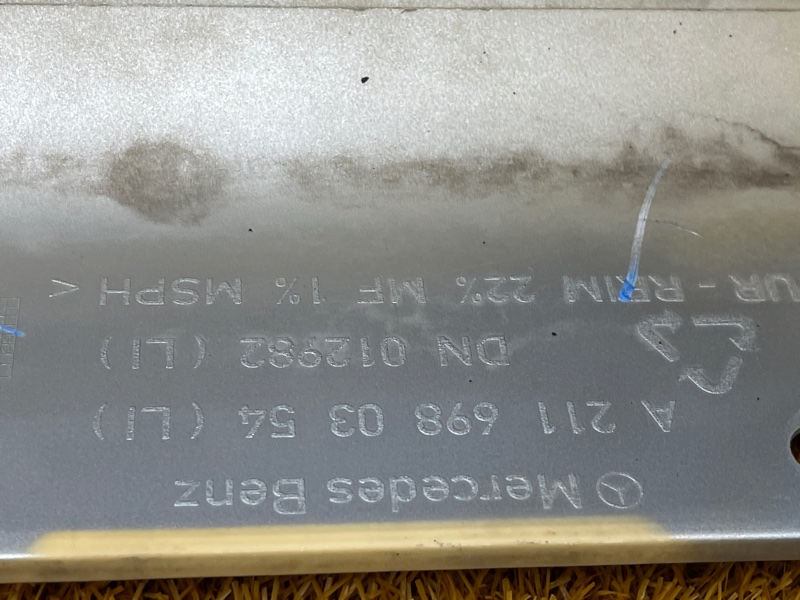 Mercedes Benz
A 211 698 03 54 (LI)
DN 012982 (LI)
UR - RRIM 22% MF 1% MSPH <